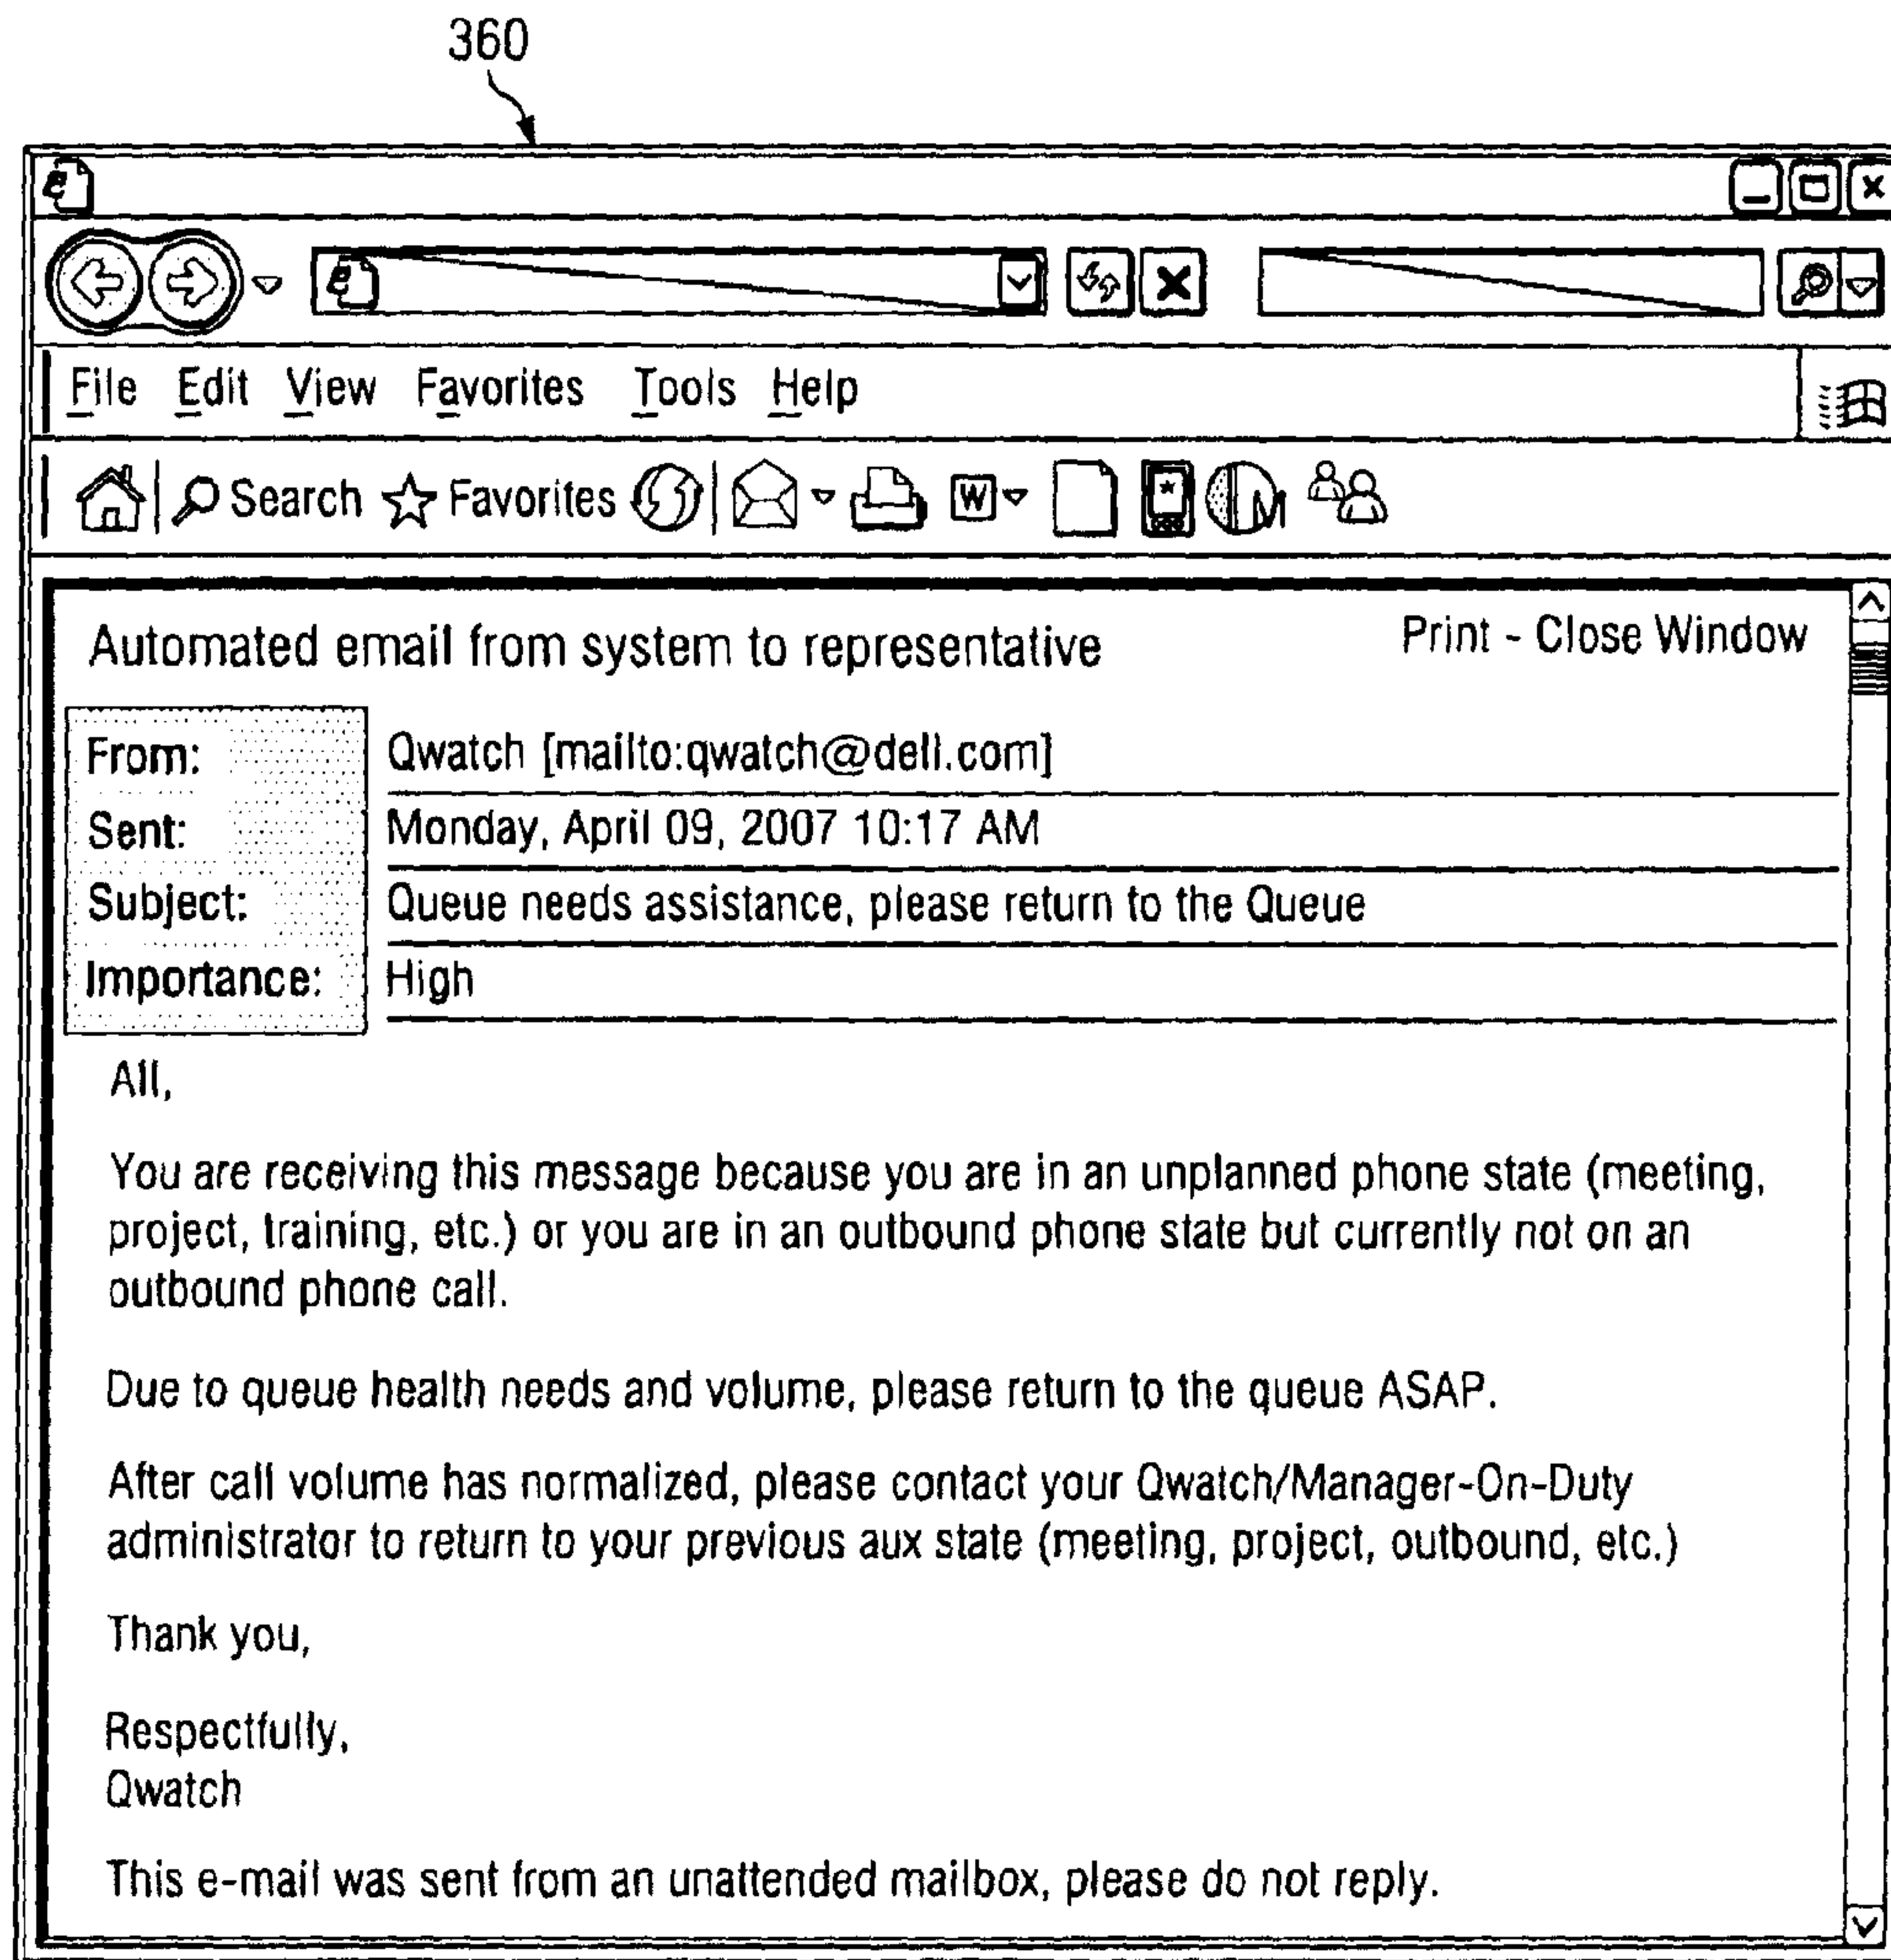 360
File Edit View Favorites Tools Help
Search Favorites W M
Automated email from system to representative Print - Close Window
From: Qwatch [mailto:qwatch@dell.com]
Sent: Monday, April 09, 2007 10:17 AM
Subject: Queue needs assistance, please return to the Queue
Importance: High
All,
You are receiving this message because you are in an unplanned phone state (meeting,
project, training, etc.) or you are in an outbound phone state but currently not on an
outbound phone call.
Due to queue health needs and volume, please return to the queue ASAP.
After call volume has normalized, please contact your Qwatch/Manager-On-Duty
administrator to return to your previous aux state (meeting, project, outbound, etc.)
Thank you,
Respectfully,
Qwatch
This e-mail was sent from an unattended mailbox, please do not reply.